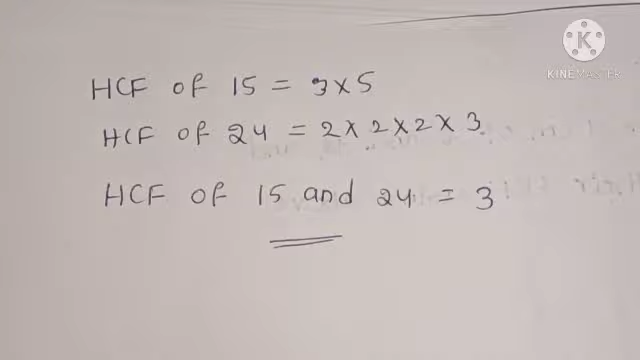 KINEMASTER
HCF of 15 = 3×5
HCF of 24 = 2×2×2×3
HCF of 15 and 24 = 3